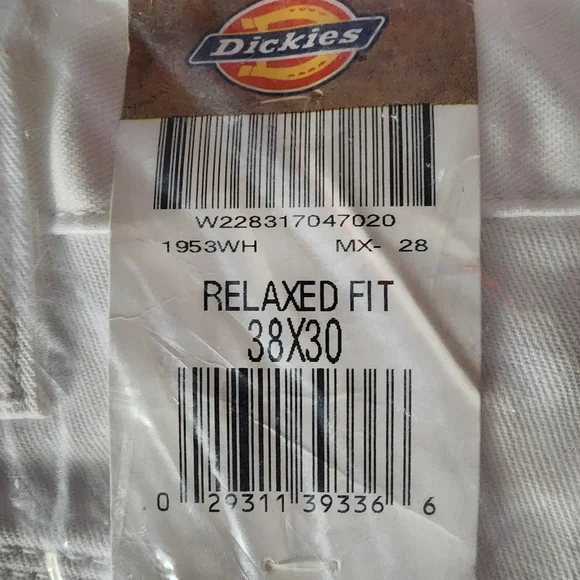 Dickies
W228317047020
1953WH MX- 28
RELAXED FIT
38X30
0 29311 39336 6